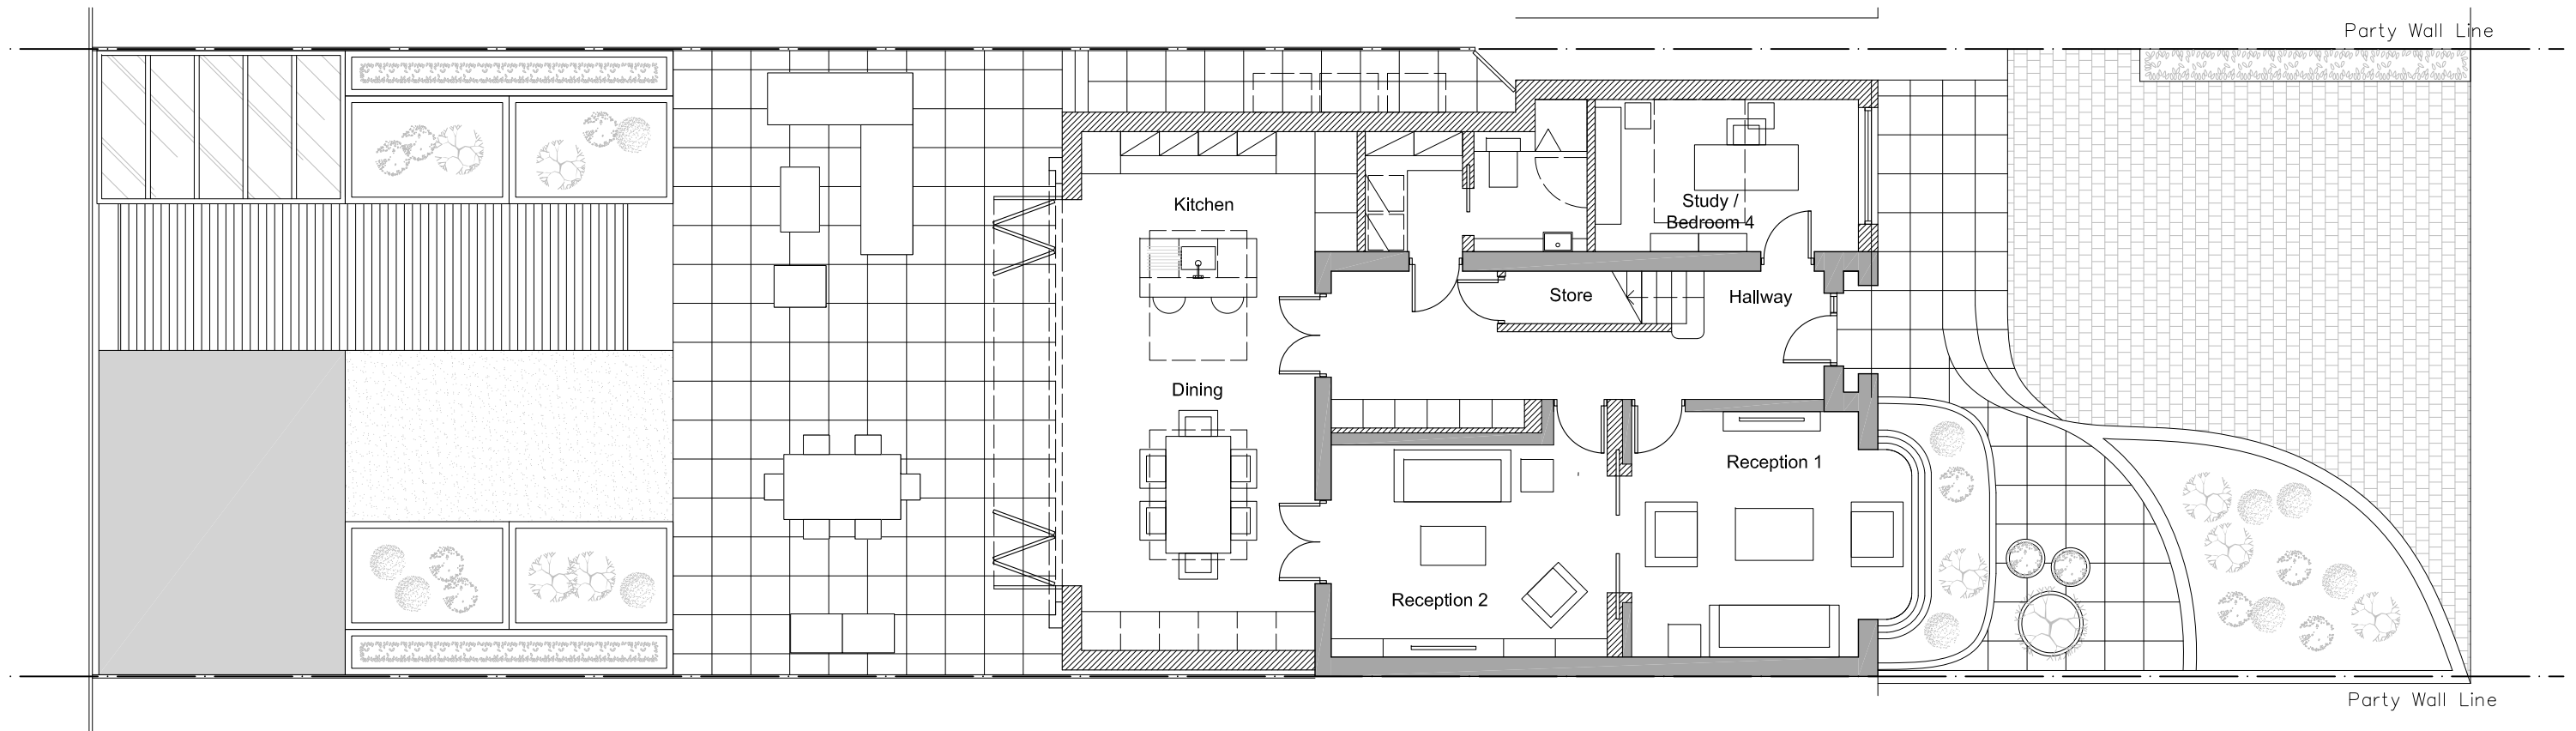 Party Wall Line
Kitchen
Study /
Bedroom 4
Store
Hallway
Dining
Reception 1
Reception 2
Party Wall Line